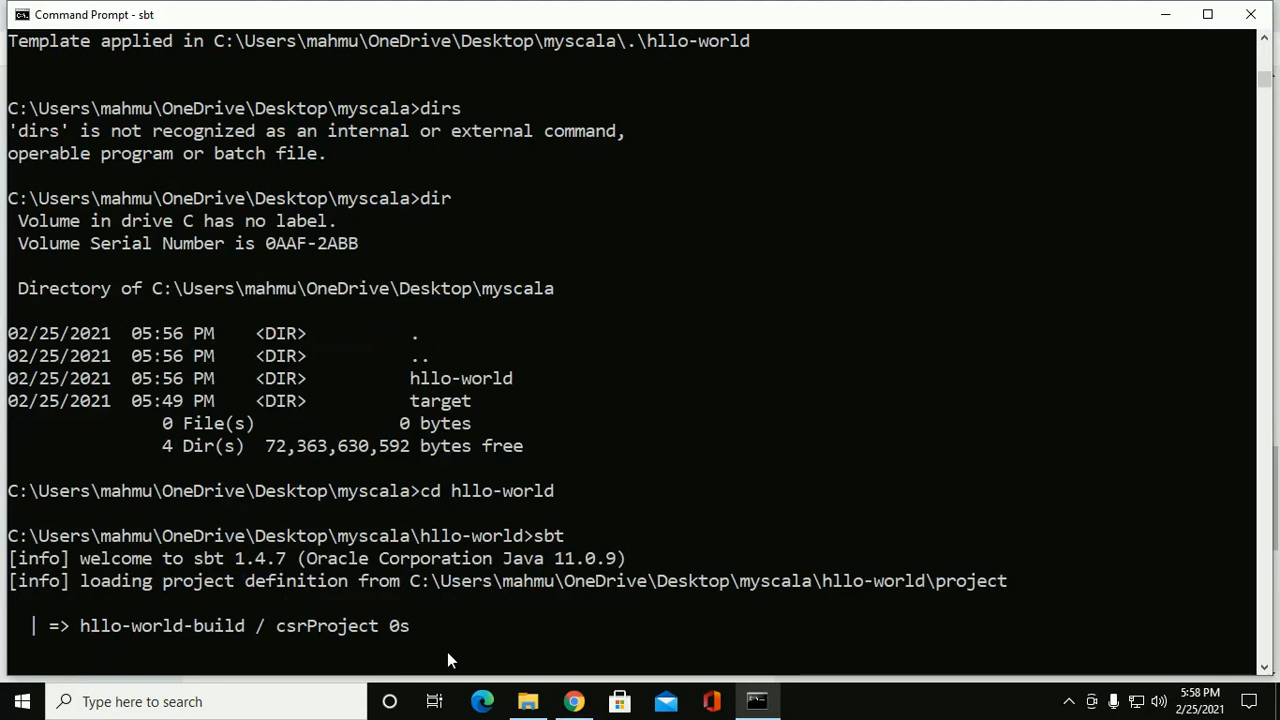 Command Prompt - sbt
Template applied in C:\Users\mahmu\OneDrive\Desktop\myscala\.\hllo-world
C:\Users\mahmu\OneDrive\Desktop\myscala>dirs
'dirs' is not recognized as an internal or external command,
operable program or batch file.
C:\Users\mahmu\OneDrive\Desktop\myscala>dir
Volume in drive C has no label.
Volume Serial Number is 0AAF-2ABB
Directory of C:\Users\mahmu\OneDrive\Desktop\myscala
02/25/2021  05:56 PM    <DIR>          .
02/25/2021  05:56 PM    <DIR>          ..
02/25/2021  05:56 PM    <DIR>          hllo-world
02/25/2021  05:49 PM    <DIR>          target
0 File(s)              0 bytes
4 Dir(s)  72,363,630,592 bytes free
C:\Users\mahmu\OneDrive\Desktop\myscala>cd hllo-world
C:\Users\mahmu\OneDrive\Desktop\myscala\hllo-world>sbt
[info] welcome to sbt 1.4.7 (Oracle Corporation Java 11.0.9)
[info] loading project definition from C:\Users\mahmu\OneDrive\Desktop\myscala\hllo-world\project
| => hllo-world-build / csrProject 0s
Type here to search
5:58 PM
2/25/2021